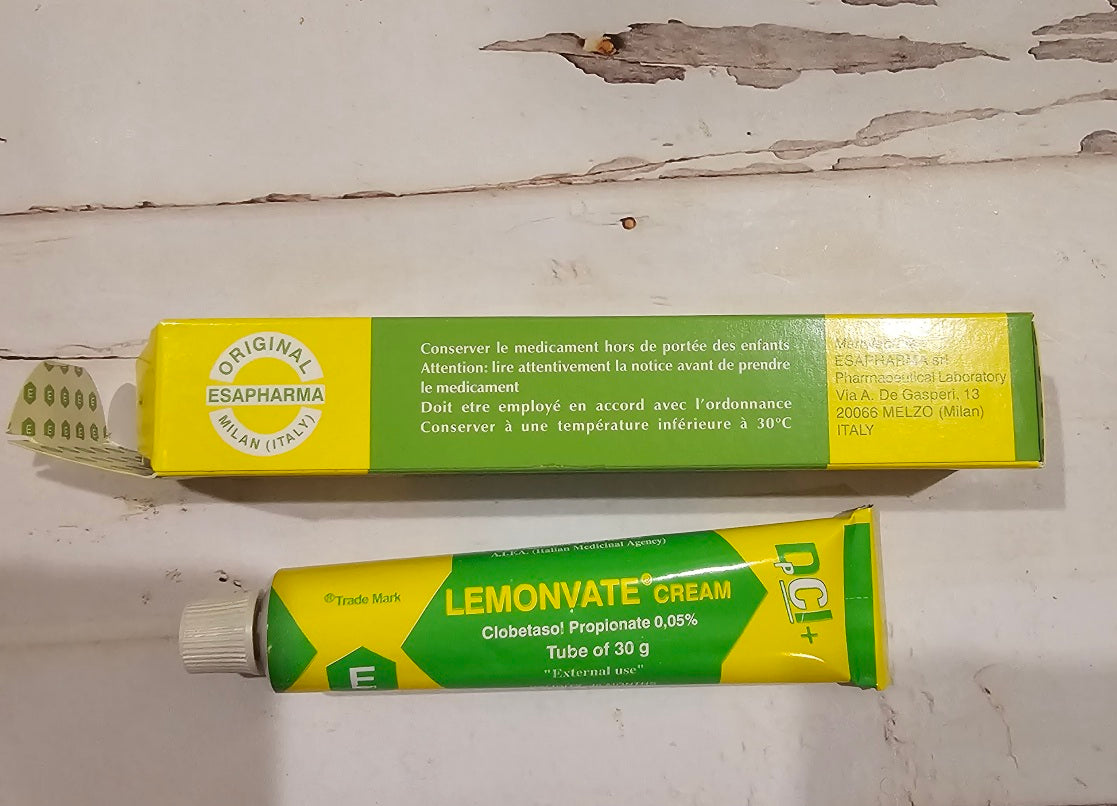 ORIGINAL
ESAPHARMA
MILAN (ITALY)
Conserver le medicament hors de portée des enfants
Attention: lire attentivement la notice avant de prendre
le medicament
Doit etre employé en accord avec l'ordonnance
Conserver à une température inférieure à 30°C
ESAPHARMA srl
Pharmaceutical Laboratory
Via A. De Gasperi, 13
20066 MELZO (Milan)
ITALY
A.I.F.A. (Italian Medicinal Agency)
®Trade Mark
LEMONVATE® CREAM
Clobetasol Propionate 0,05%
Tube of 30 g
"External use"
E